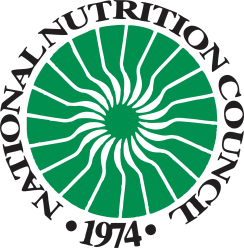 NATIONAL NUTRITION COUNCIL
• 1974 •